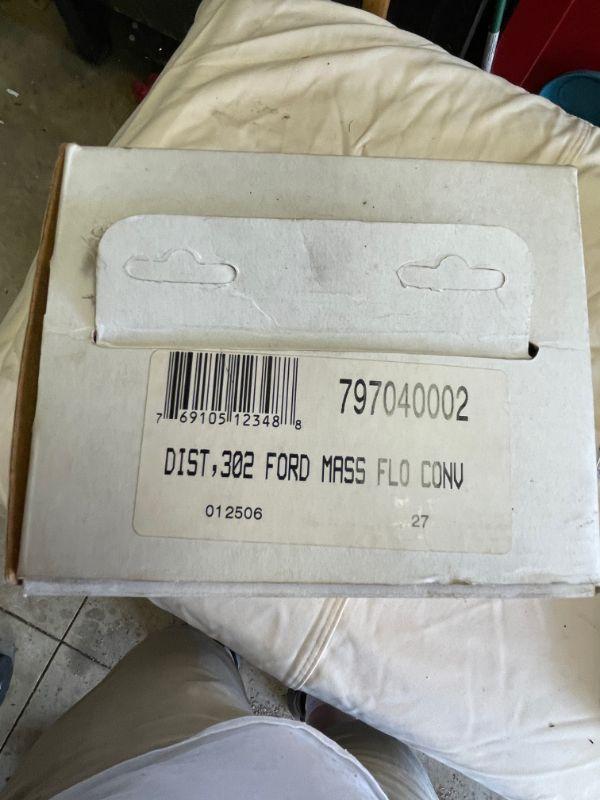 797040002
7 69105 12348 8
DIST,302 FORD MASS FLO CONV
012506 27